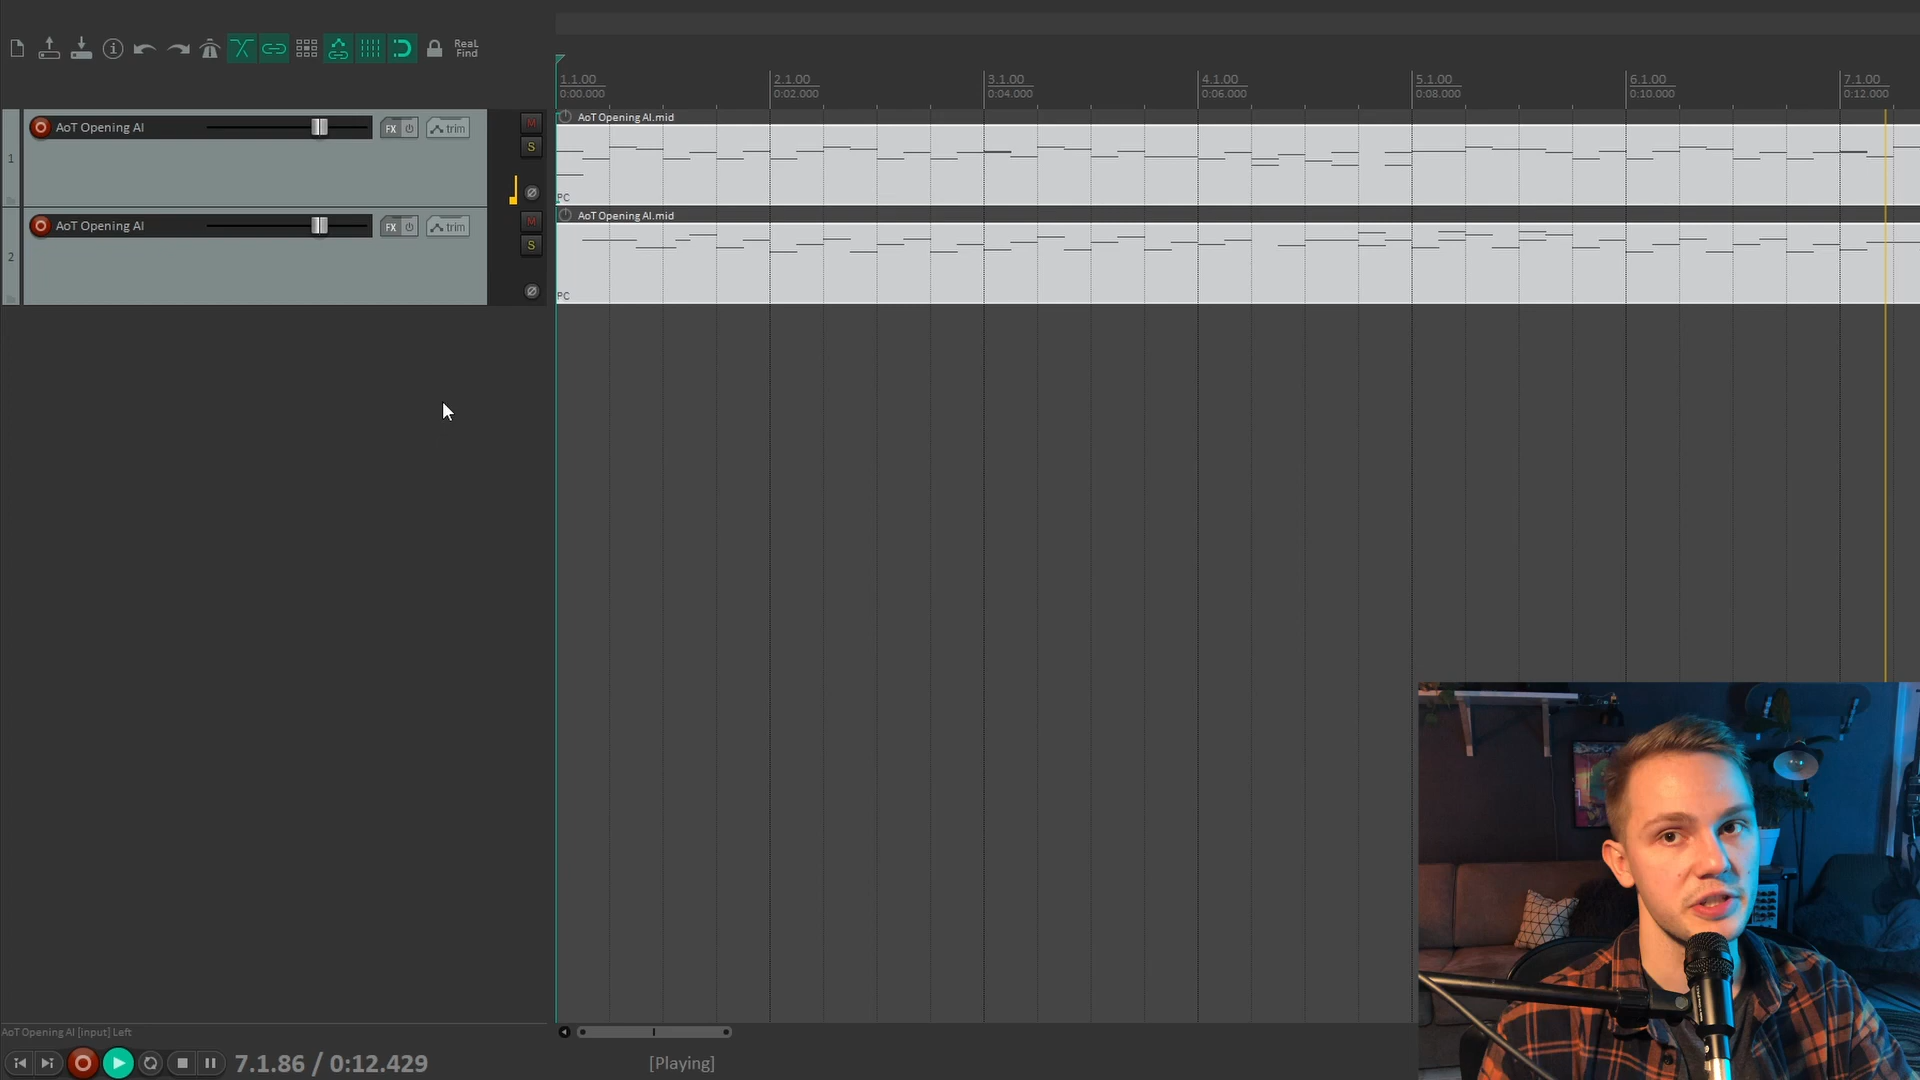 ReaL
Find
1.1.00
0:00.000
2.1.00
0:02.000
3.1.00
0:04.000
4.1.00
0:06.000
5.1.00
0:08.000
6.1.00
0:10.000
7.1.00
0:12.000
1
AoT Opening AI
FX
trim
M
S
AoT Opening AI.mid
PC
2
AoT Opening AI
FX
trim
M
S
AoT Opening AI.mid
PC
AoT Opening AI [input] Left
7.1.86 / 0:12.429
[Playing]